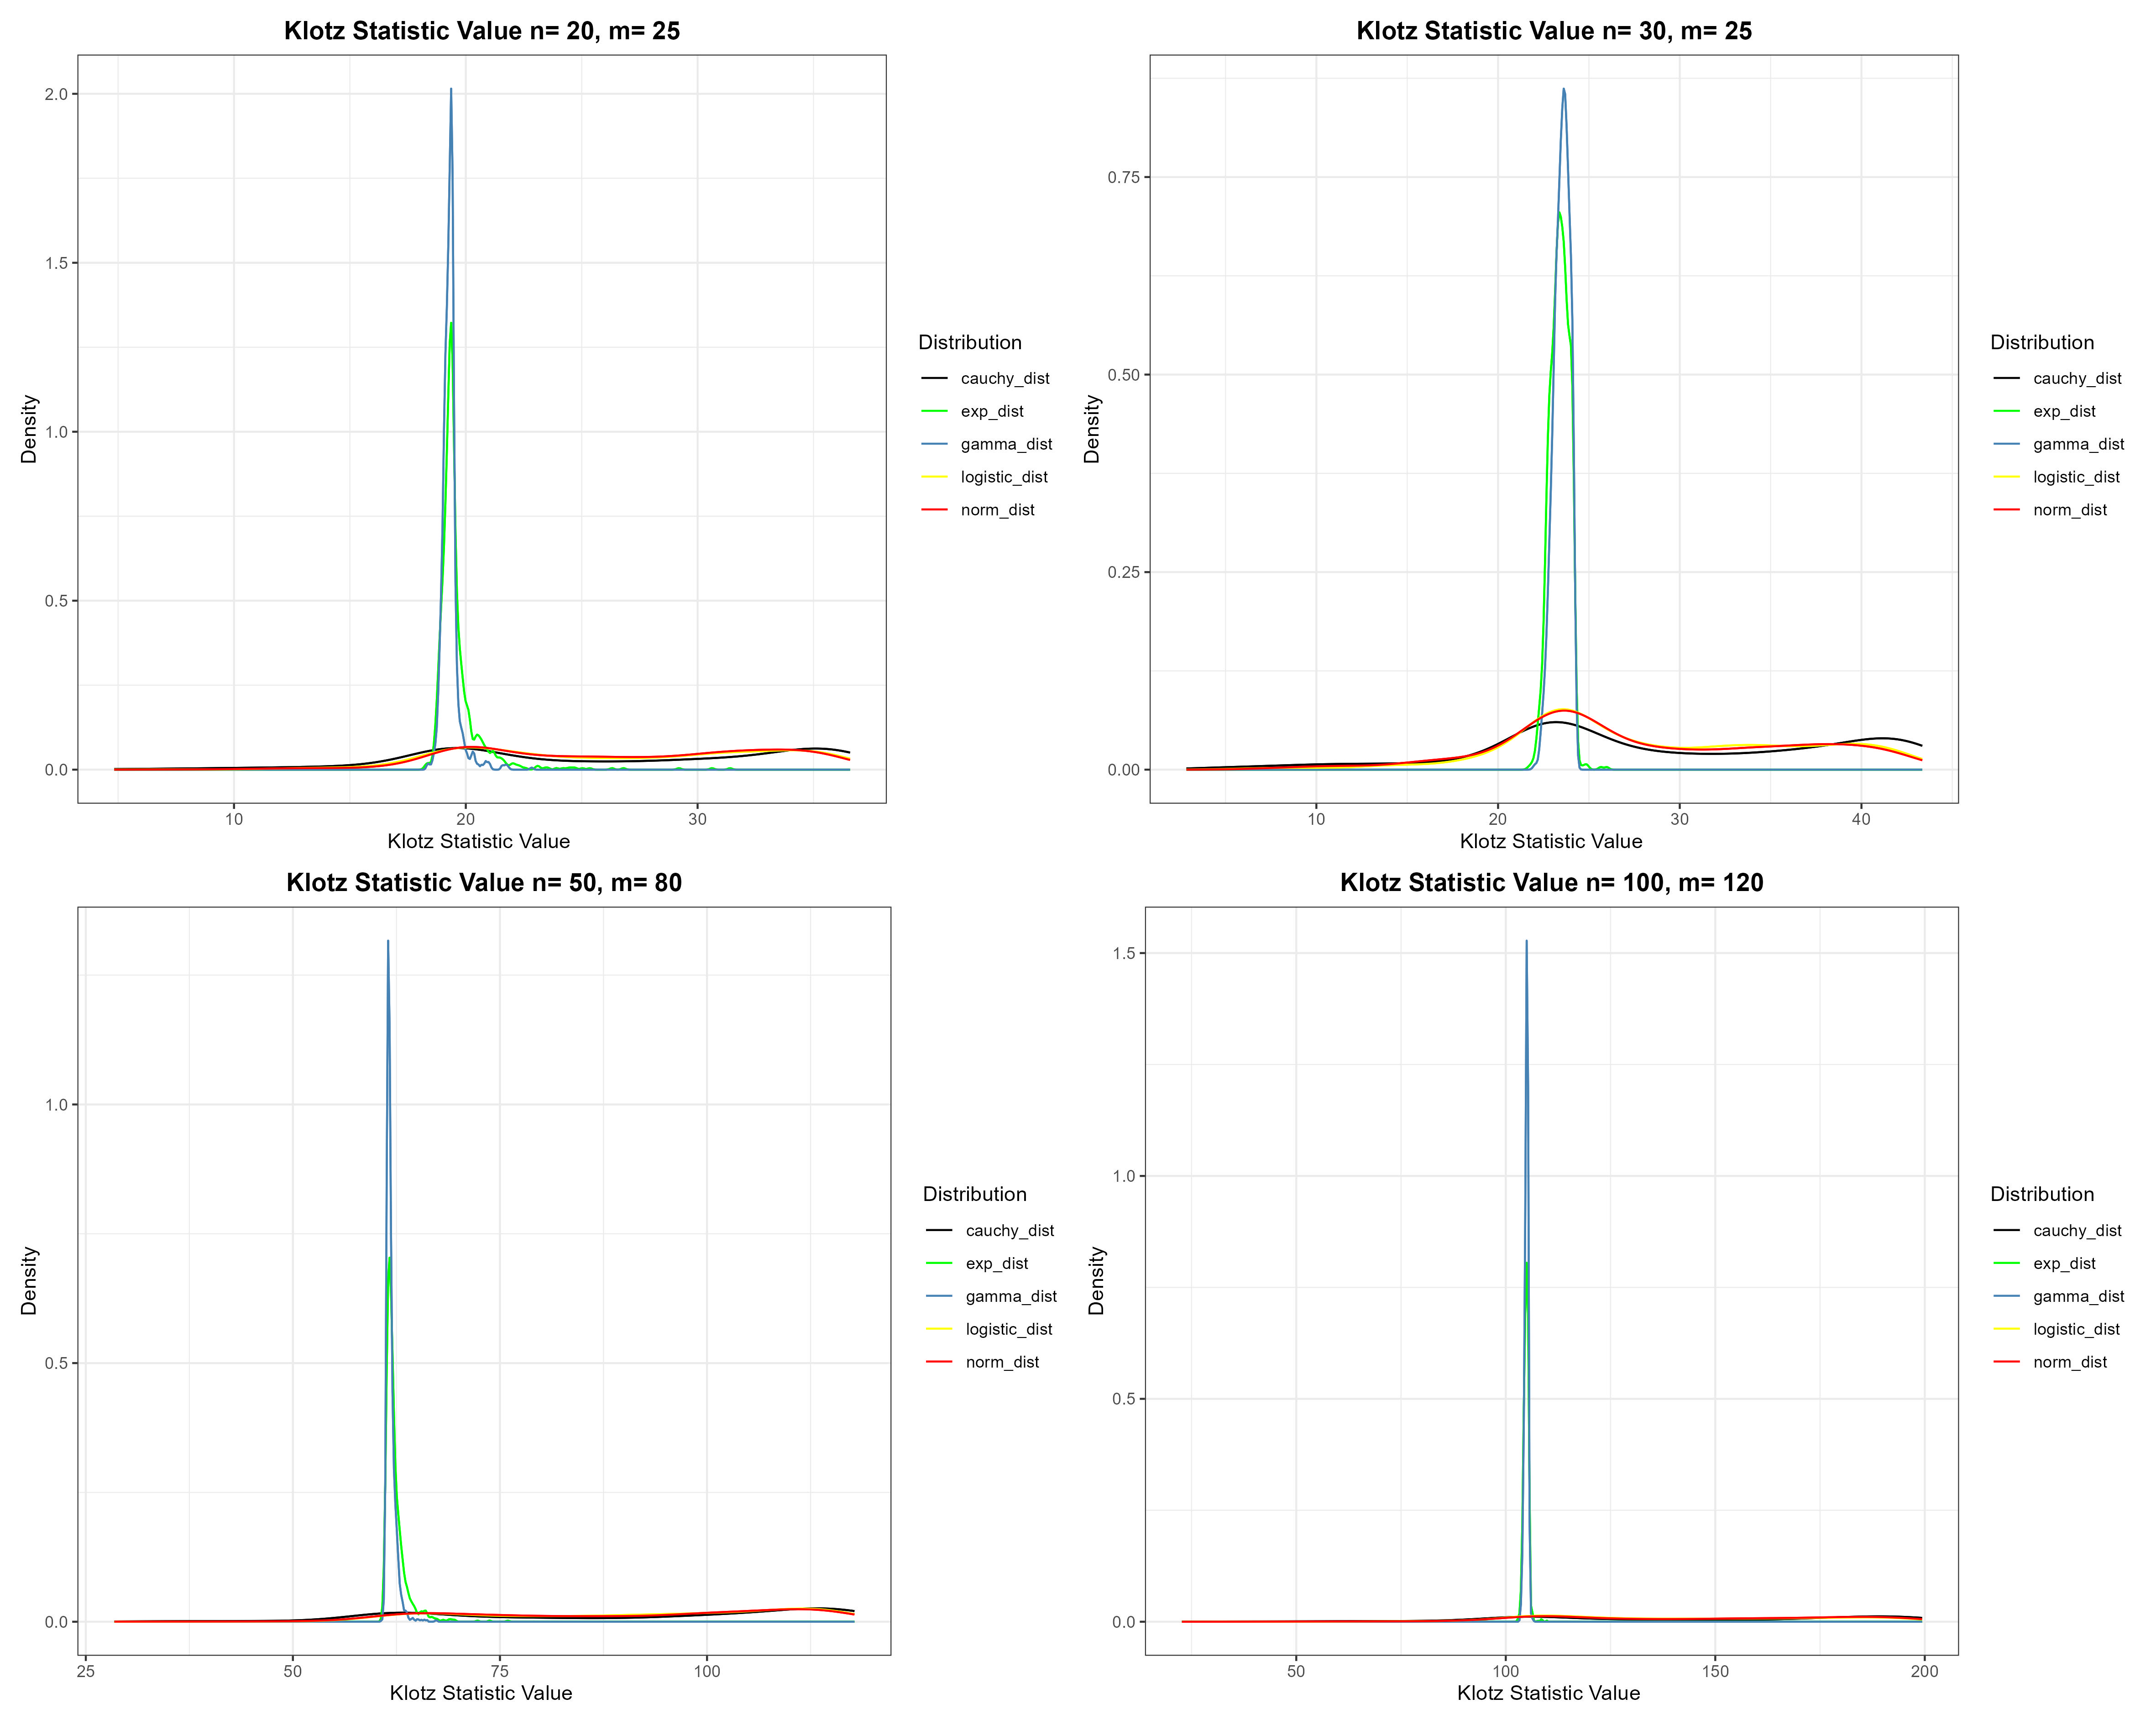 Klotz Statistic Value n= 20, m= 25
Density
2.0
1.5
1.0
0.5
0.0
10 20 30
Klotz Statistic Value
Distribution
cauchy_dist
exp_dist
gamma_dist
logistic_dist
norm_dist
Klotz Statistic Value n= 30, m= 25
Density
0.75
0.50
0.25
0.00
10 20 30 40
Klotz Statistic Value
Distribution
cauchy_dist
exp_dist
gamma_dist
logistic_dist
norm_dist
Klotz Statistic Value n= 50, m= 80
Density
1.0
0.5
0.0
25 50 75 100
Klotz Statistic Value
Distribution
cauchy_dist
exp_dist
gamma_dist
logistic_dist
norm_dist
Klotz Statistic Value n= 100, m= 120
Density
1.5
1.0
0.5
0.0
50 100 150 200
Klotz Statistic Value
Distribution
cauchy_dist
exp_dist
gamma_dist
logistic_dist
norm_dist